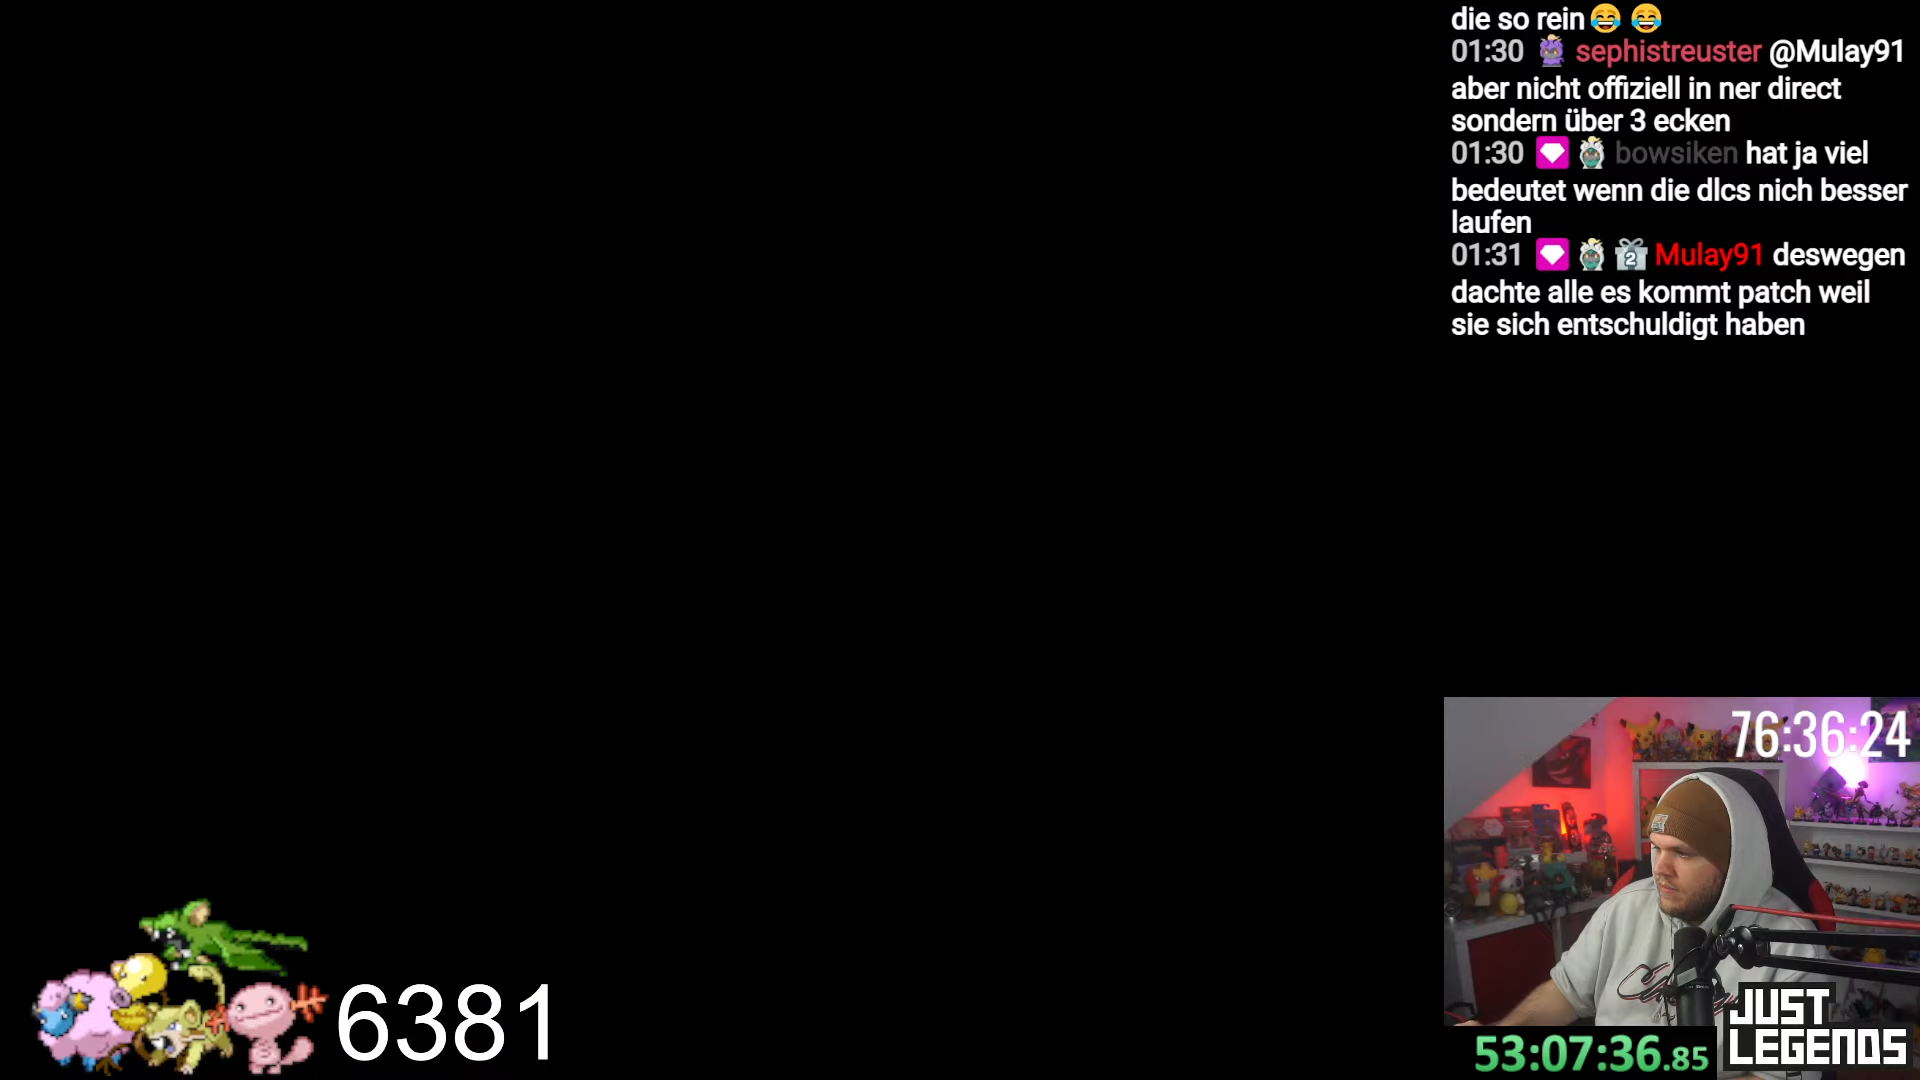 die so rein😂 😂
01:30 sephistreuster @Mulay91
aber nicht offiziell in ner direct
sondern über 3 ecken
01:30 bowsiken hat ja viel
bedeutet wenn die dlcs nich besser
laufen
01:31 2 Mulay91 deswegen
dachte alle es kommt patch weil
sie sich entschuldigt haben
76:36:24
6381
53:07:36.85
JUST
LEGENDS